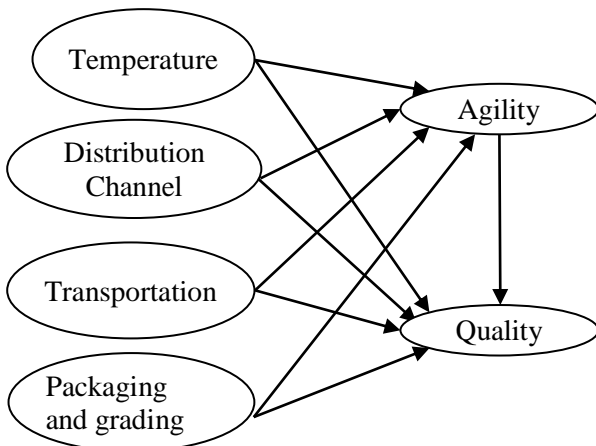 Temperature
Agility
Distribution
Channel
Transportation
Quality
Packaging
and grading